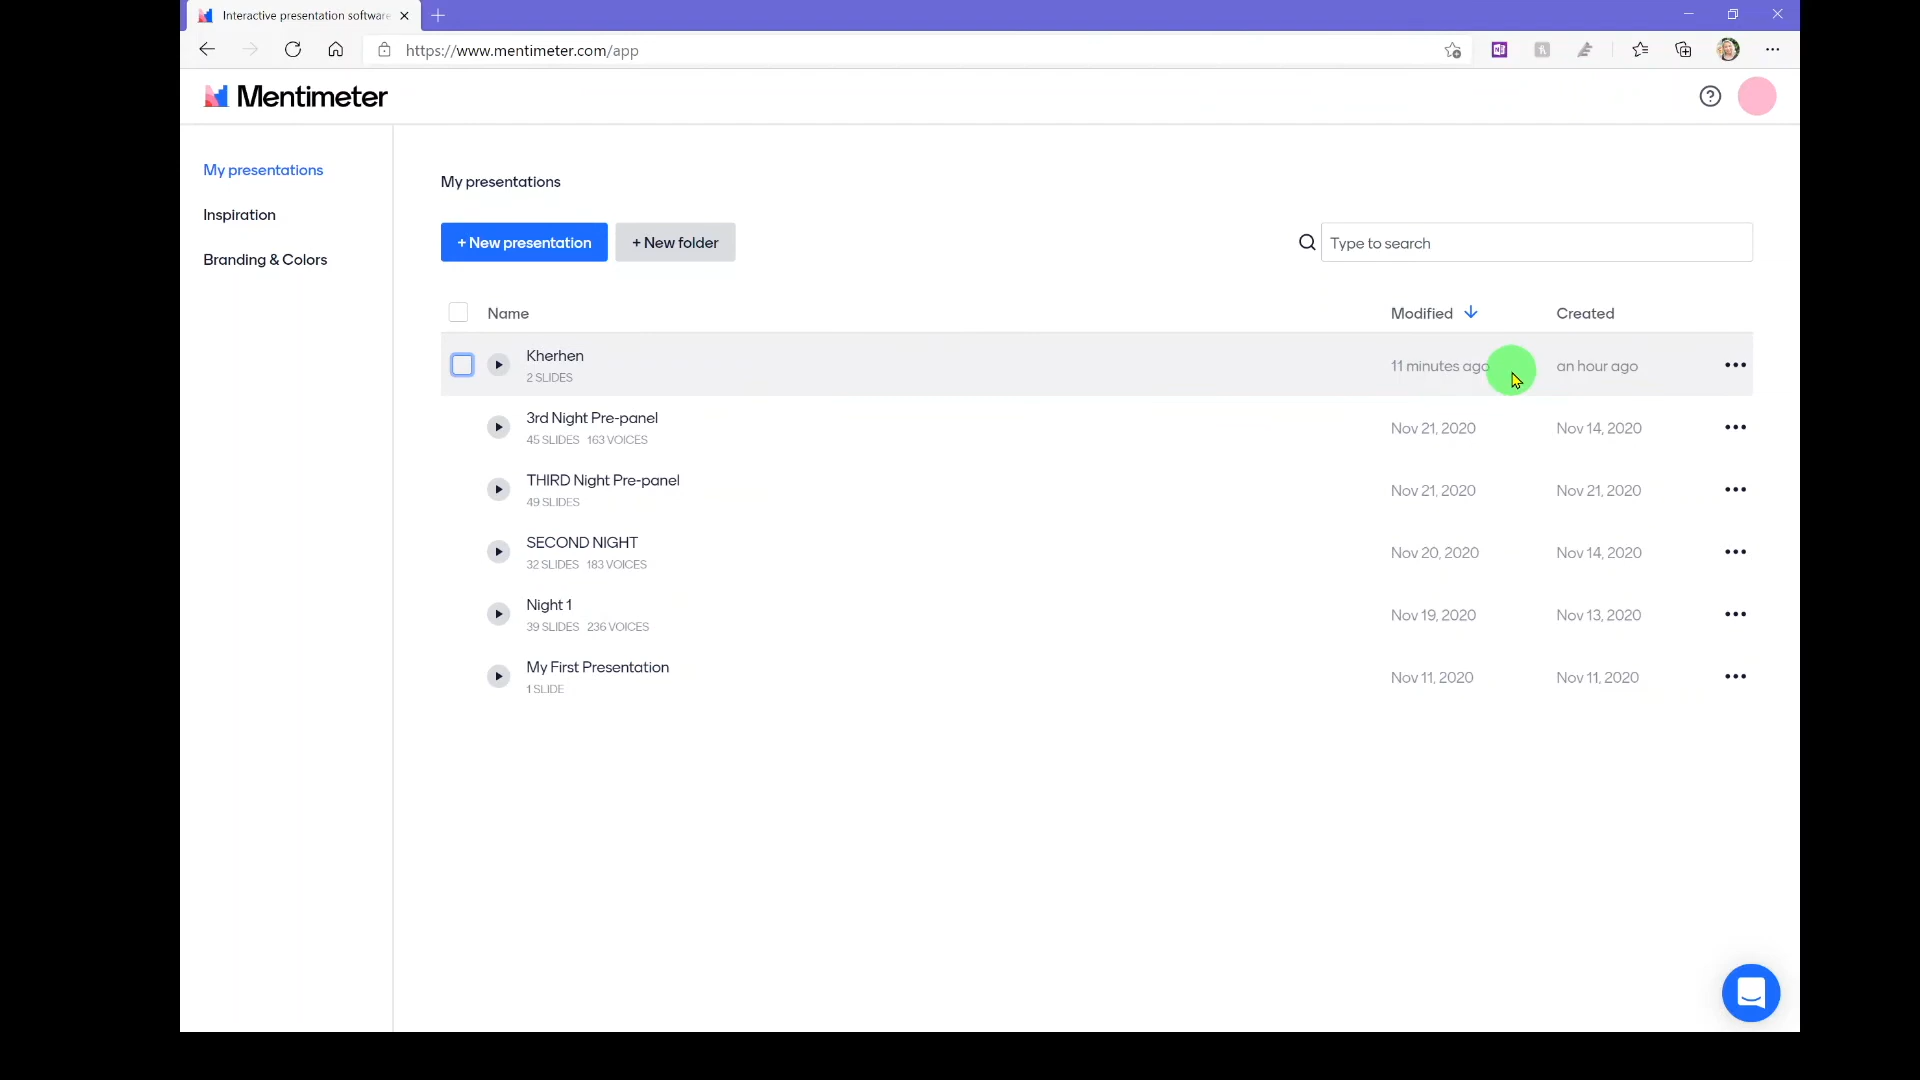 Interactive presentation software
https://www.mentimeter.com/app
Mentimeter
My presentations
Inspiration
Branding & Colors
My presentations
+ New presentation
+ New folder
Type to search
Name
Modified
Created
Kherhen
2 SLIDES
11 minutes ago
an hour ago
3rd Night Pre-panel
45 SLIDES 163 VOICES
Nov 21, 2020
Nov 14, 2020
THIRD Night Pre-panel
49 SLIDES
Nov 21, 2020
Nov 21, 2020
SECOND NIGHT
32 SLIDES 183 VOICES
Nov 20, 2020
Nov 14, 2020
Night 1
39 SLIDES 236 VOICES
Nov 19, 2020
Nov 13, 2020
My First Presentation
1 SLIDE
Nov 11, 2020
Nov 11, 2020